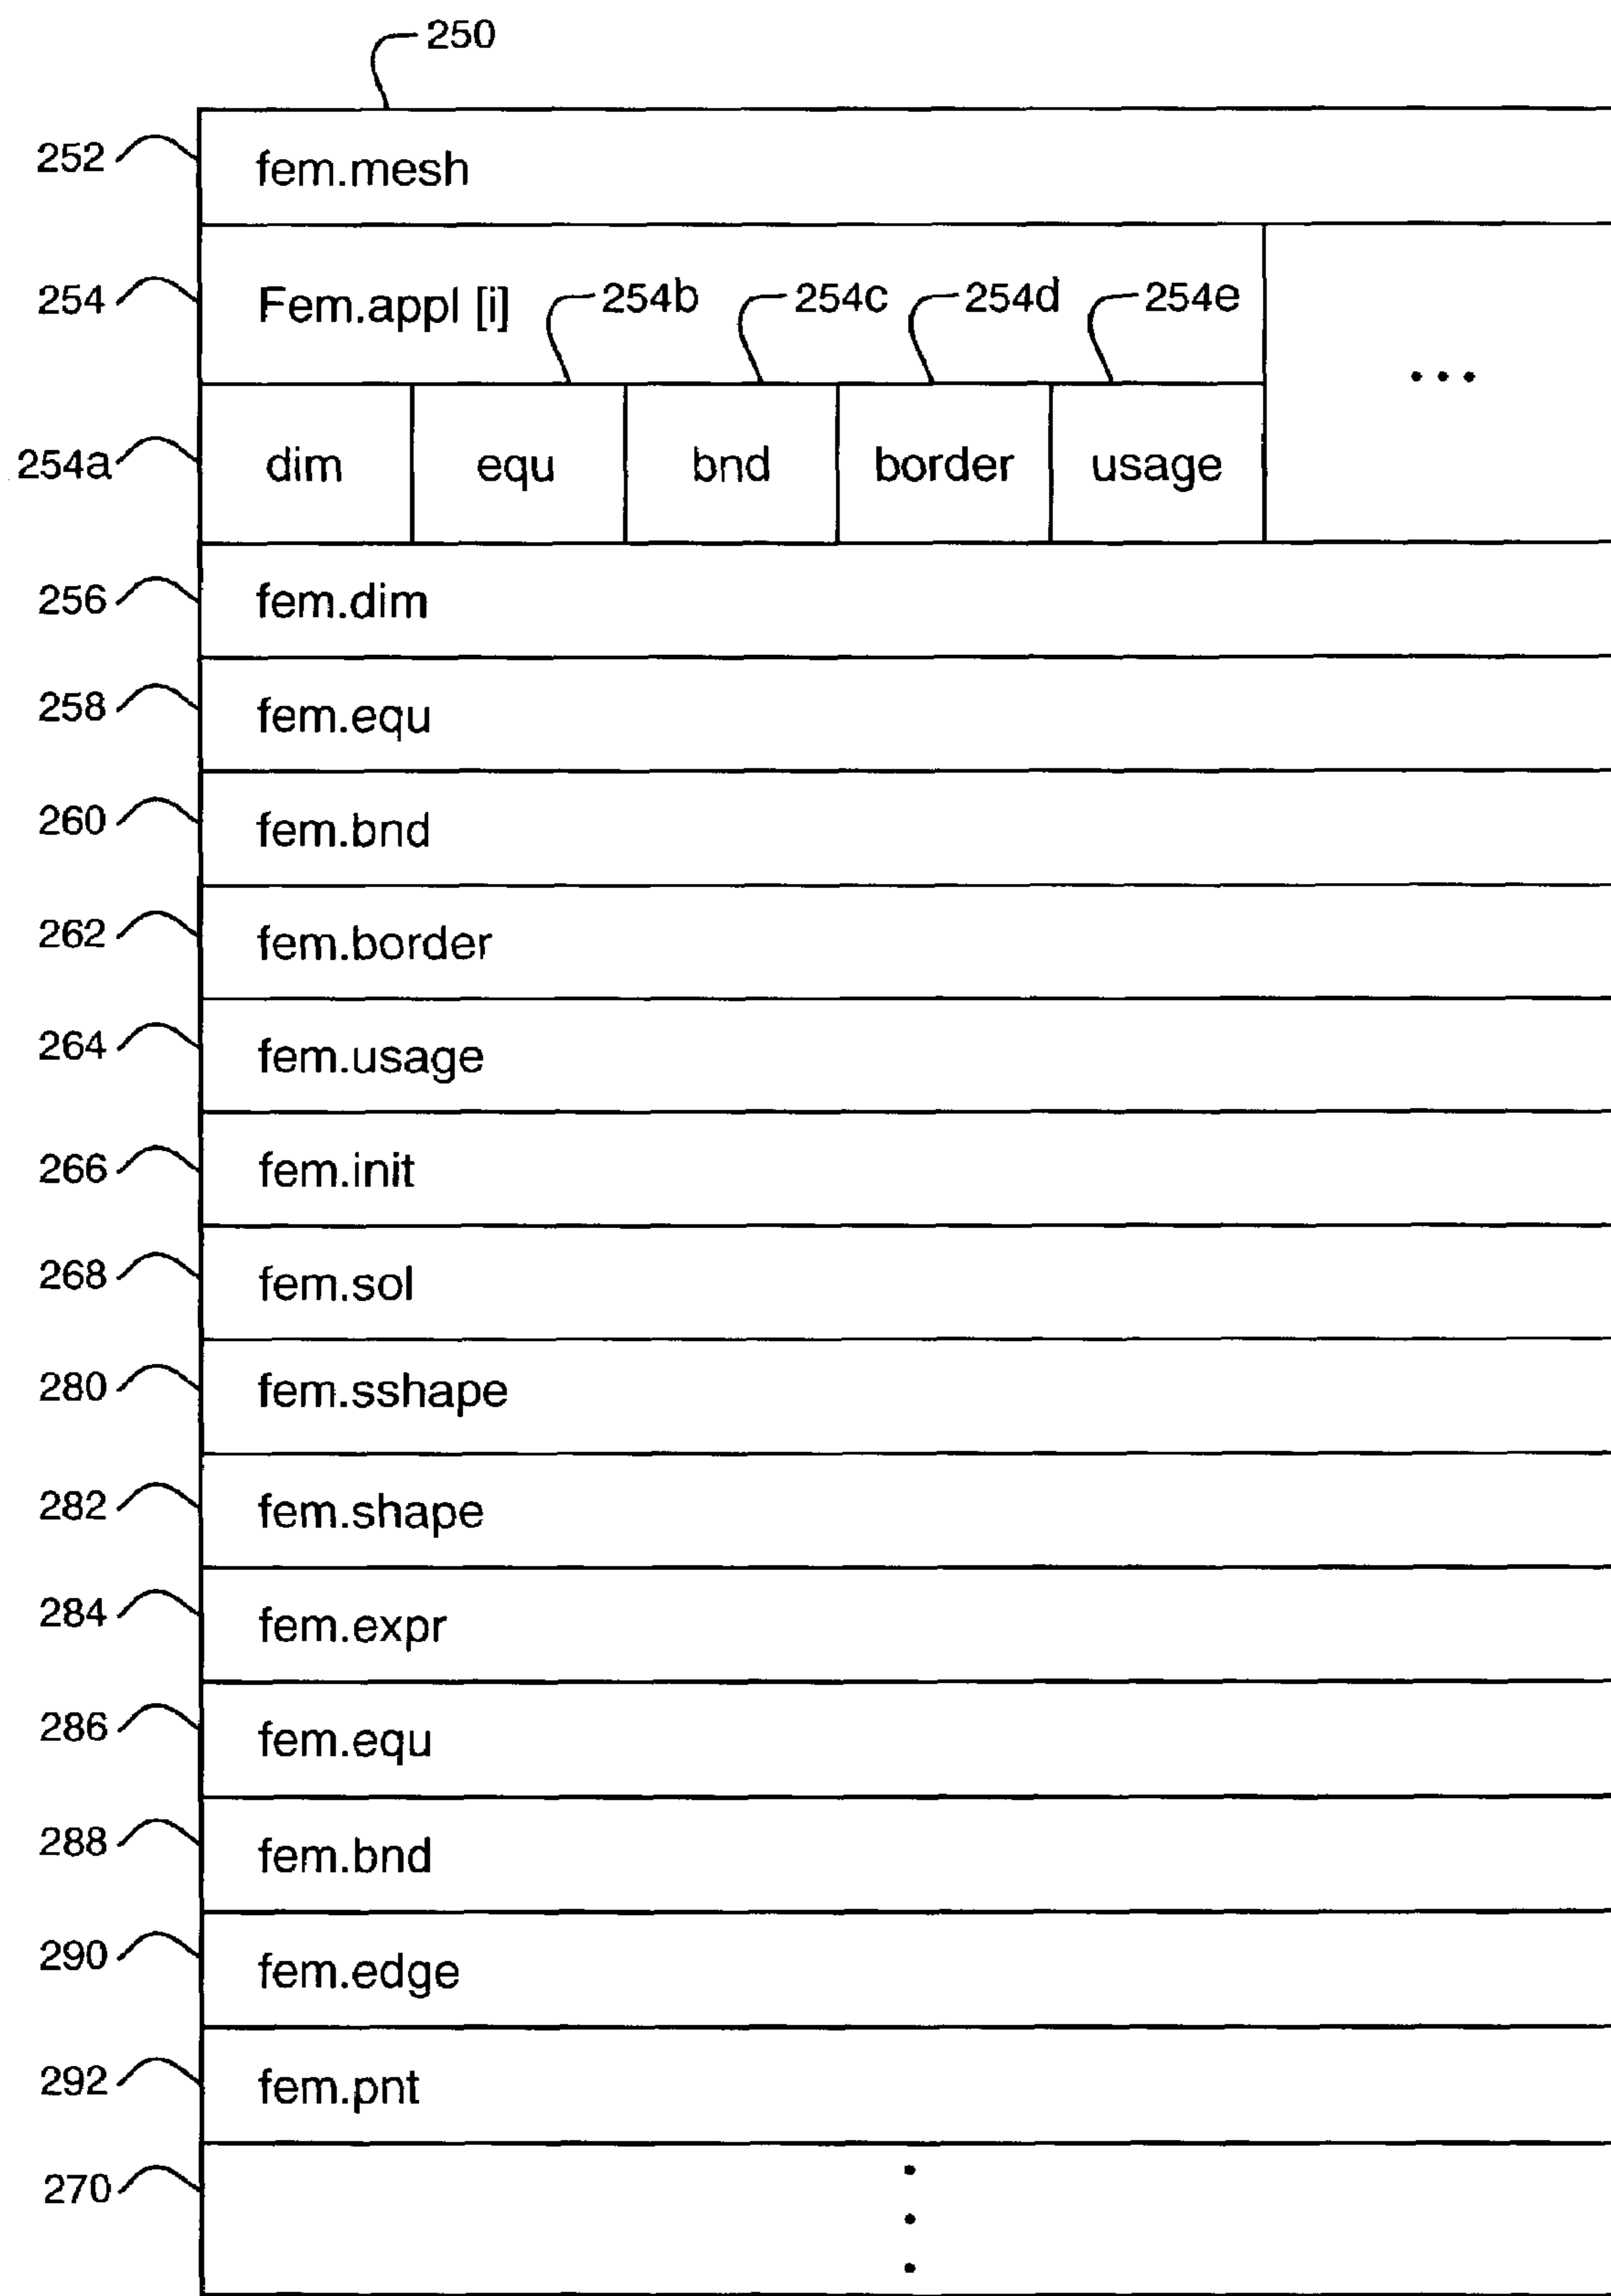 250
252 fem.mesh
254 Fem.appl [i] 254b 254c 254d 254e
...
254a dim equ bnd border usage
256 fem.dim
258 fem.equ
260 fem.bnd
262 fem.border
264 fem.usage
266 fem.init
268 fem.sol
280 fem.sshape
282 fem.shape
284 fem.expr
286 fem.equ
288 fem.bnd
290 fem.edge
292 fem.pnt
270